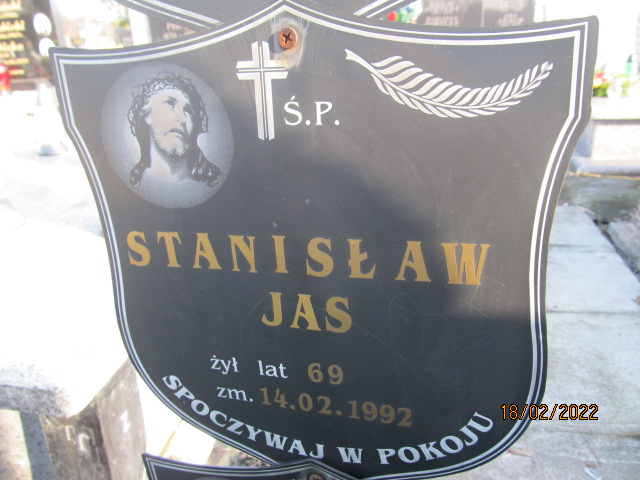 Ś.P.
STANISŁAW
JAS
żył lat 69
zm. 14.02.1992
SPOCZYWAJ W POKOJU
18/02/2022